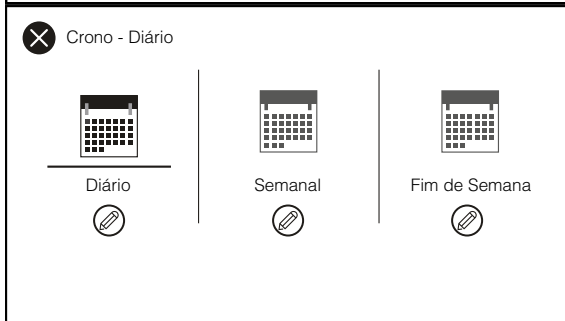 Crono - Diário
Diário
Semanal
Fim de Semana